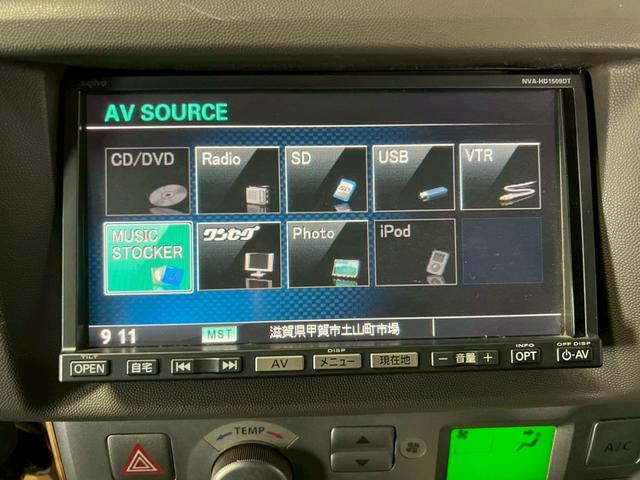 SANYO
NVA-HD1509DT
AV SOURCE
CD/DVD Radio SD USB VTR
MUSIC STOCKER ワンセグ Photo iPod
9 11 MST 滋賀県甲賀市土山町市場
TILT DISP INFO OFF DISP
OPEN 自宅 AV メニュー 現在地 − 音量 + OPT AV
TEMP
A/C